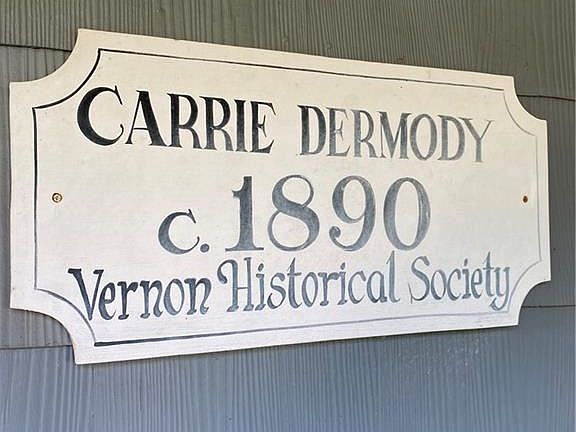 CARRIE DERMODY
c. 1890
Vernon Historical Society